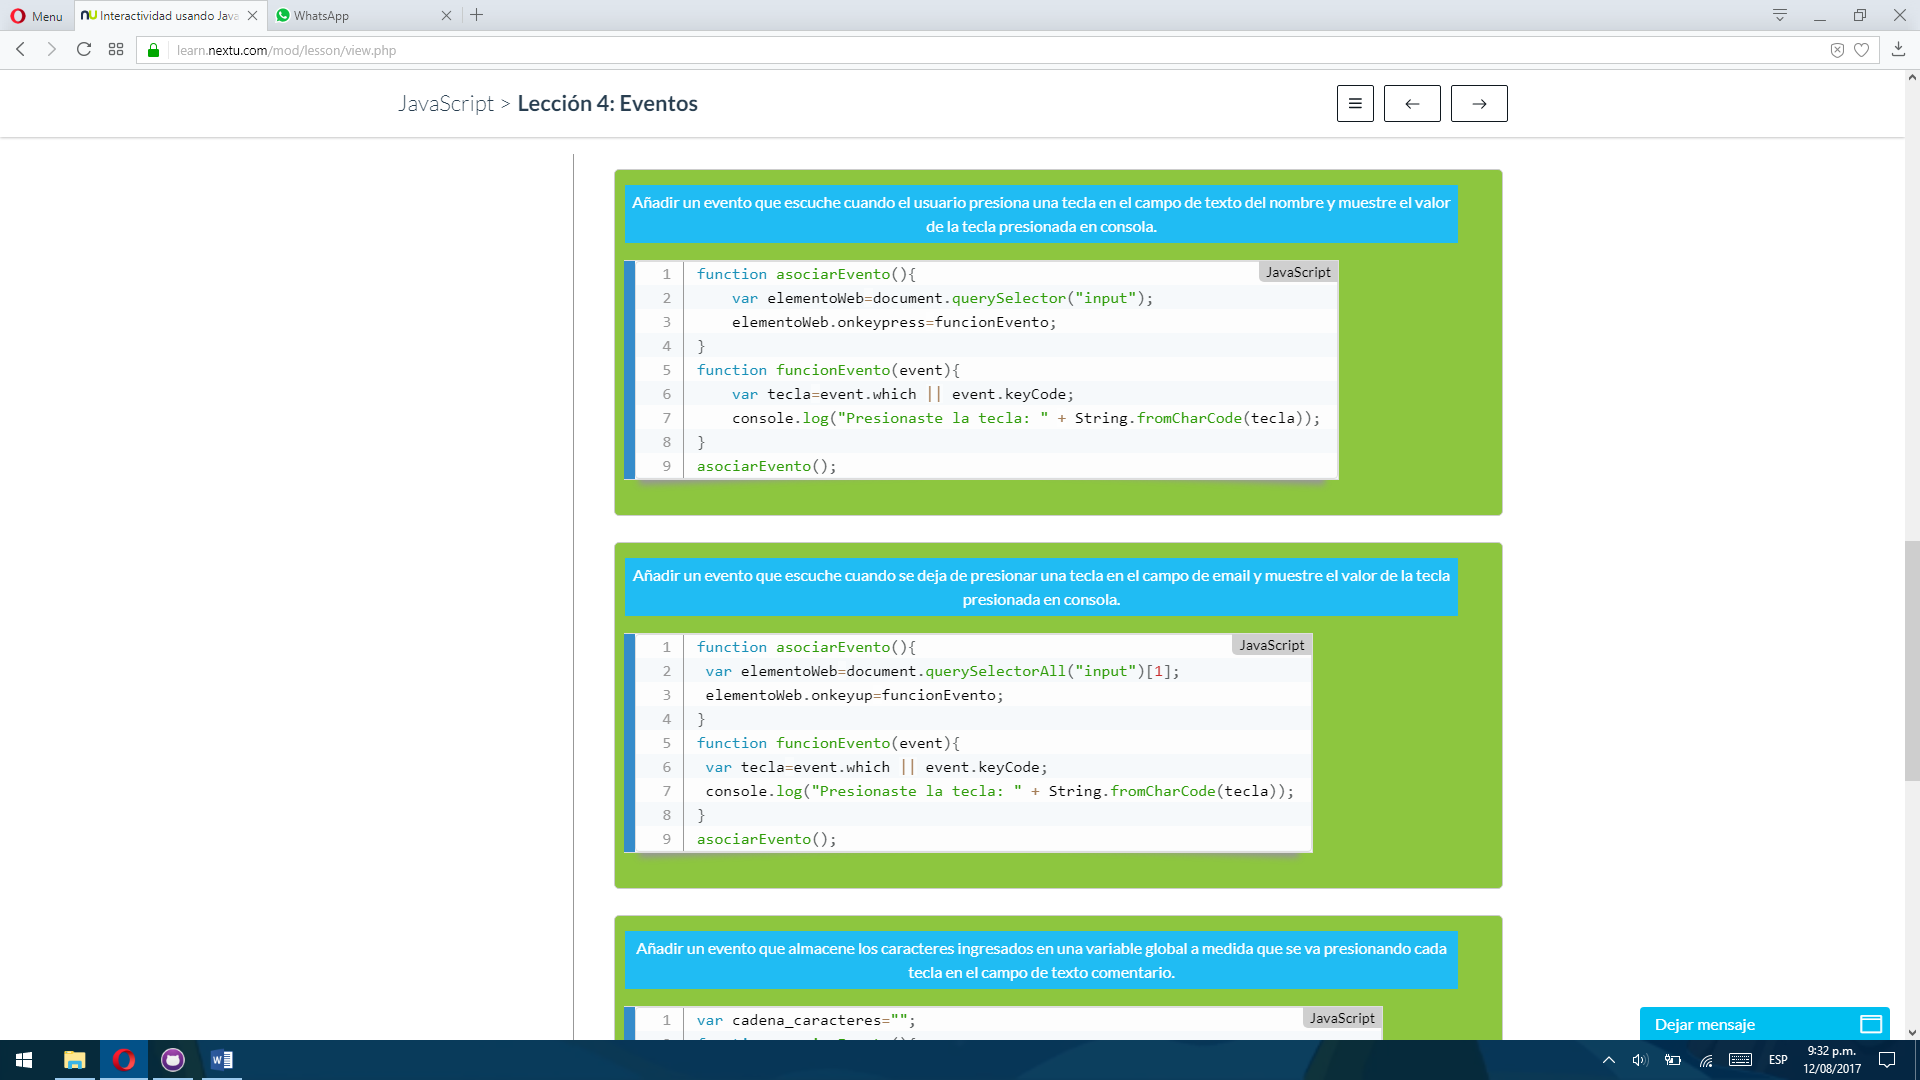 Menu
Interactividad usando Java
WhatsApp
learn.nextu.com/mod/lesson/view.php
JavaScript > Lección 4: Eventos
Añadir un evento que escuche cuando el usuario presiona una tecla en el campo de texto del nombre y muestre el valor
de la tecla presionada en consola.
JavaScript
1 function asociarEvento(){
2 var elementoWeb=document.querySelector("input");
3 elementoWeb.onkeypress=funcionEvento;
4 }
5 function funcionEvento(event){
6 var tecla=event.which || event.keyCode;
7 console.log("Presionaste la tecla: " + String.fromCharCode(tecla));
8 }
9 asociarEvento();
Añadir un evento que escuche cuando se deja de presionar una tecla en el campo de email y muestre el valor de la tecla
presionada en consola.
JavaScript
1 function asociarEvento(){
2 var elementoWeb=document.querySelectorAll("input")[1];
3 elementoWeb.onkeyup=funcionEvento;
4 }
5 function funcionEvento(event){
6 var tecla=event.which || event.keyCode;
7 console.log("Presionaste la tecla: " + String.fromCharCode(tecla));
8 }
9 asociarEvento();
Añadir un evento que almacene los caracteres ingresados en una variable global a medida que se va presionando cada
tecla en el campo de texto comentario.
JavaScript
1 var cadena_caracteres="";
Dejar mensaje
ESP
9:32 p.m.
12/08/2017